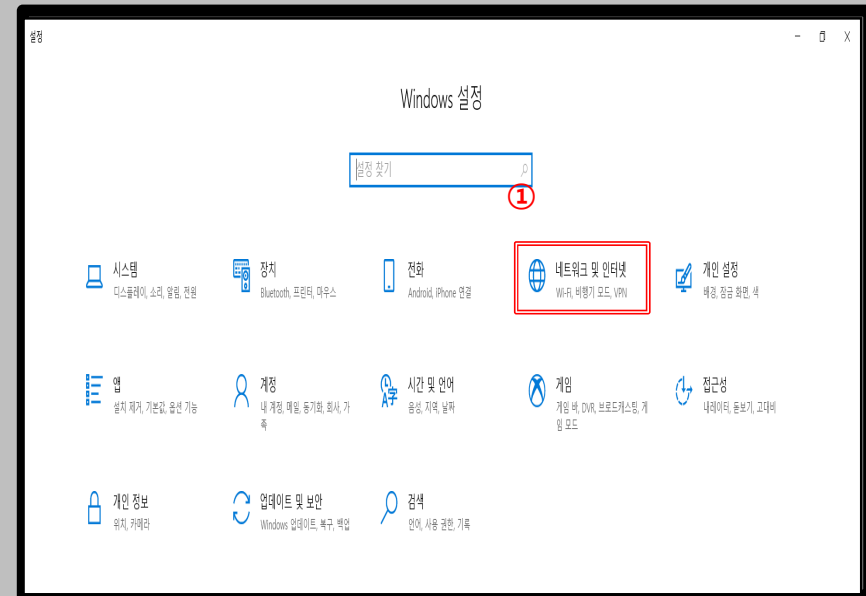 설정
Windows 설정
설정 찾기
①
시스템
디스플레이, 소리, 알림, 전원
장치
Bluetooth, 프린터, 마우스
전화
Android, iPhone 연결
네트워크 및 인터넷
Wi-Fi, 비행기 모드, VPN
개인 설정
배경, 잠금 화면, 색
앱
설치 제거, 기본값, 옵션 기능
계정
내 계정, 메일, 동기화, 회사, 가
족
시간 및 언어
음성, 지역, 날짜
게임
게임 바, DVR, 브로드캐스팅, 게
임 모드
접근성
내레이터, 돋보기, 고대비
개인 정보
위치, 카메라
업데이트 및 보안
Windows 업데이트, 복구, 백업
검색
언어, 사용 권한, 기록